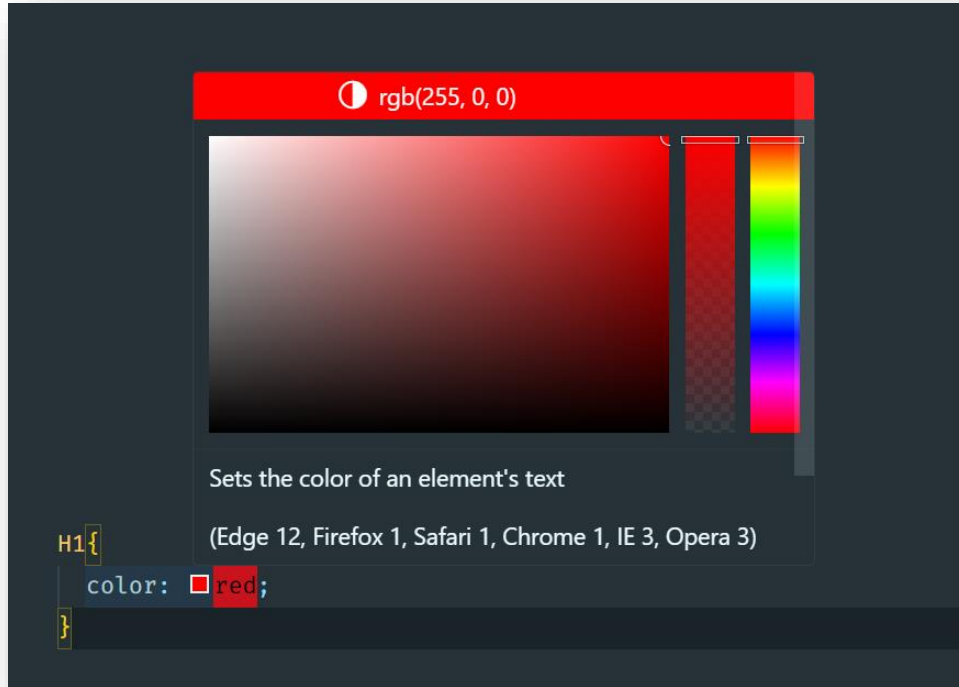 rgb(255, 0, 0)
Sets the color of an element's text
(Edge 12, Firefox 1, Safari 1, Chrome 1, IE 3, Opera 3)
H1{
color: red;
}